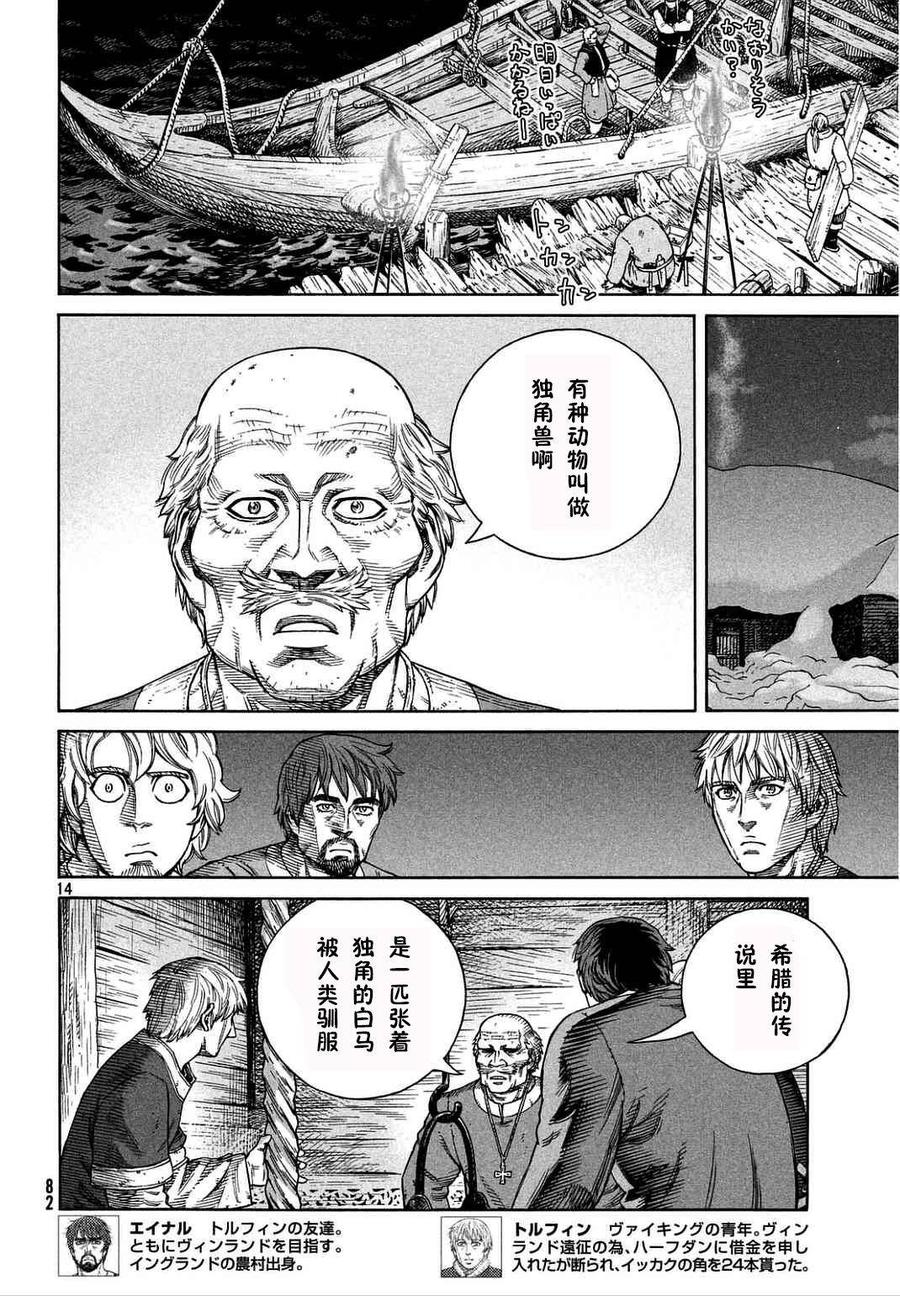 なおりそう
かい？
明日いっぱい
かかるねー
トン
トン
カン
カン
有种动物叫做
独角兽啊
14
希腊的传
说里
是一匹张着
独角的白马
被人类驯服
82
トルフィン　ヴァイキングの青年。ヴィン
ランド遠征の為、ハーフダンに借金を申し
入れたが断られ、イッカクの角を24本貰った。
エイナル　トルフィンの友達。
ともにヴィンランドを目指す。
イングランドの農村出身。